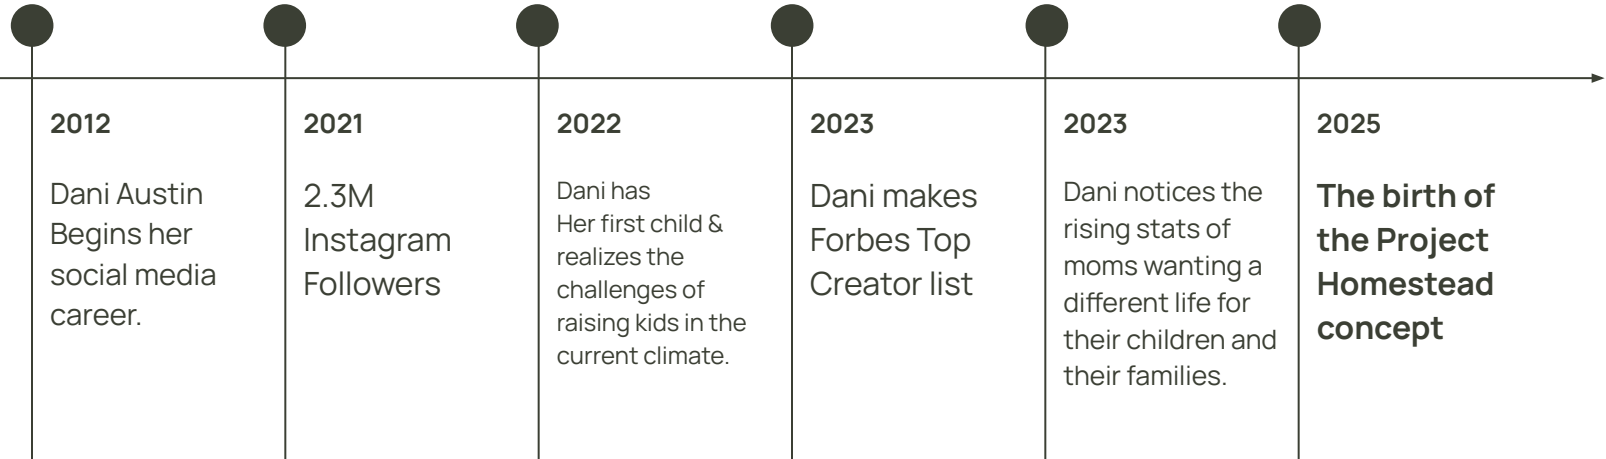 2012
Dani Austin
Begins her
social media
career.
2021
2.3M
Instagram
Followers
2022
Dani has
Her first child &
realizes the
challenges of
raising kids in the
current climate.
2023
Dani makes
Forbes Top
Creator list
2023
Dani notices the
rising stats of
moms wanting a
different life for
their children and
their families.
2025
The birth of
the Project
Homestead
concept